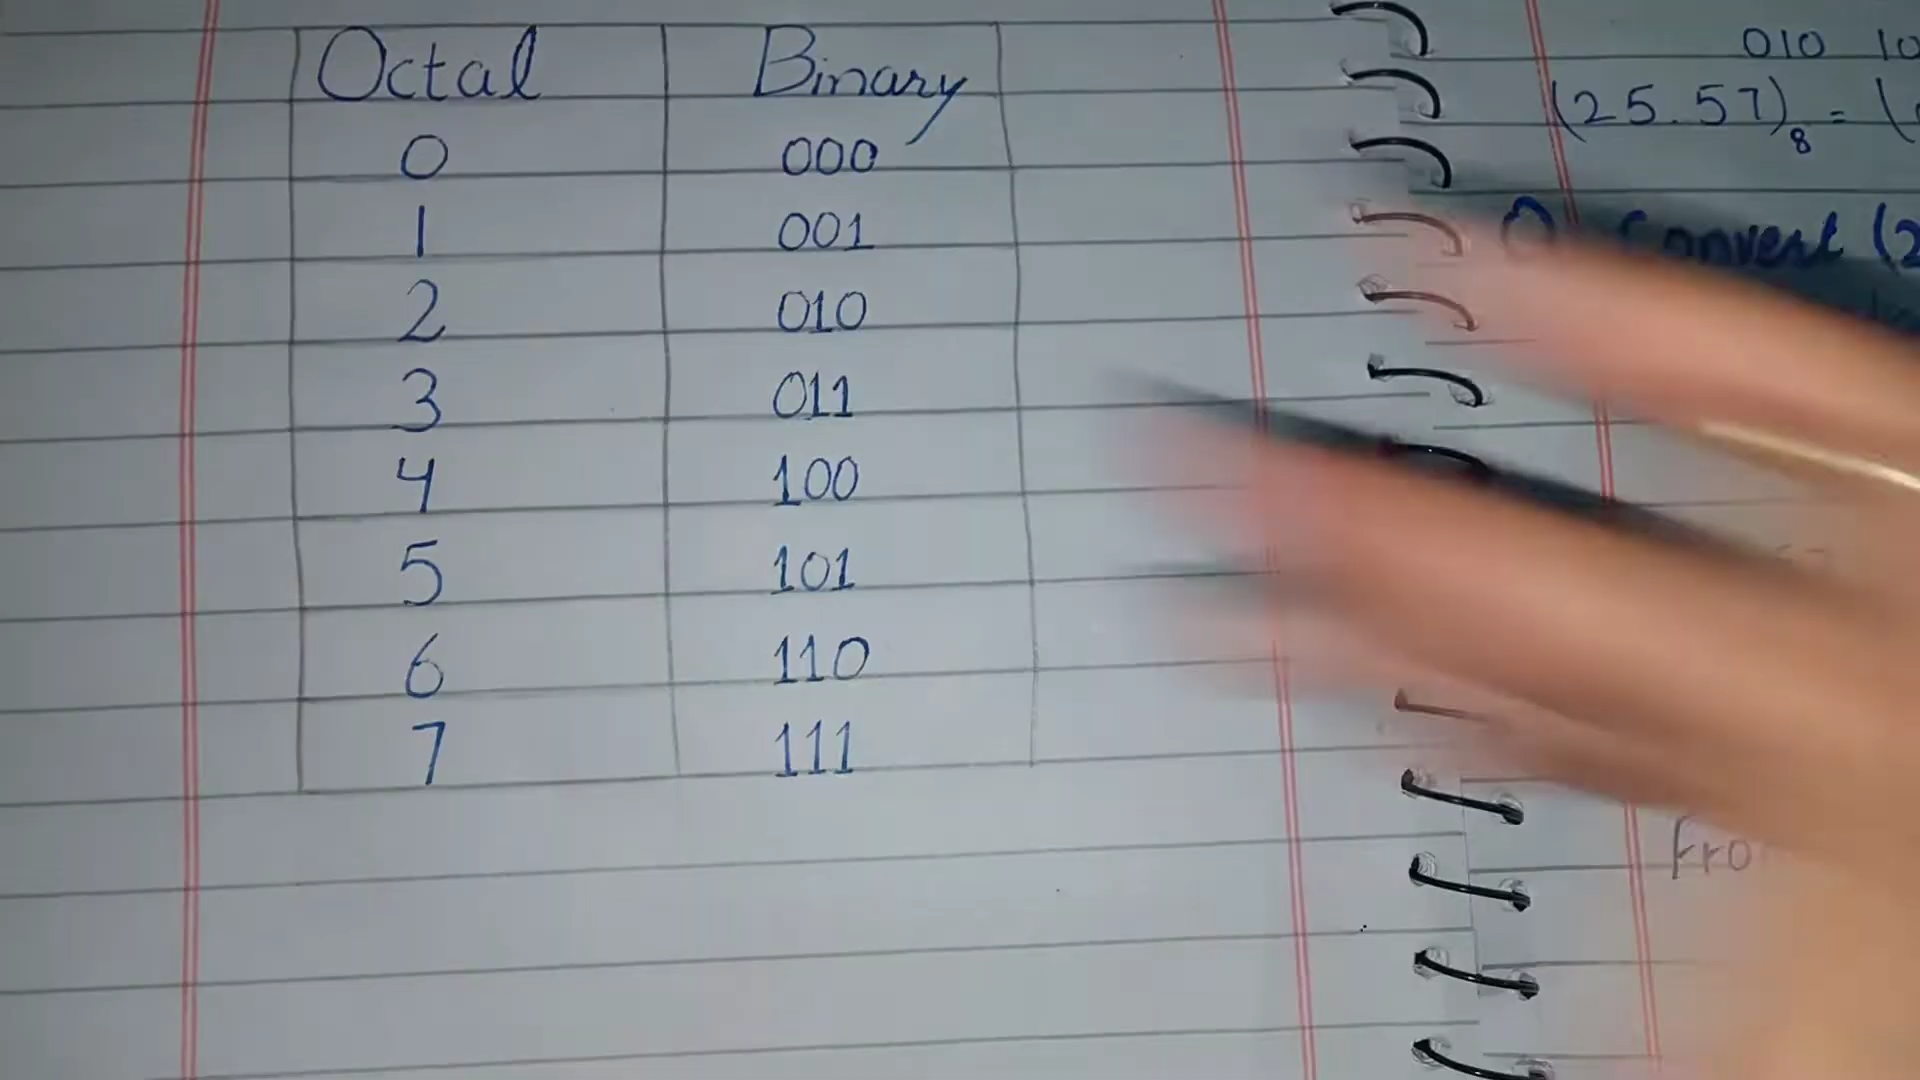 Octal Binary
0 000
1 001
2 010
3 011
4 100
5 101
6 110
7 111
010 10
(25.57)₈ = (
Q. Convert (2
Fro